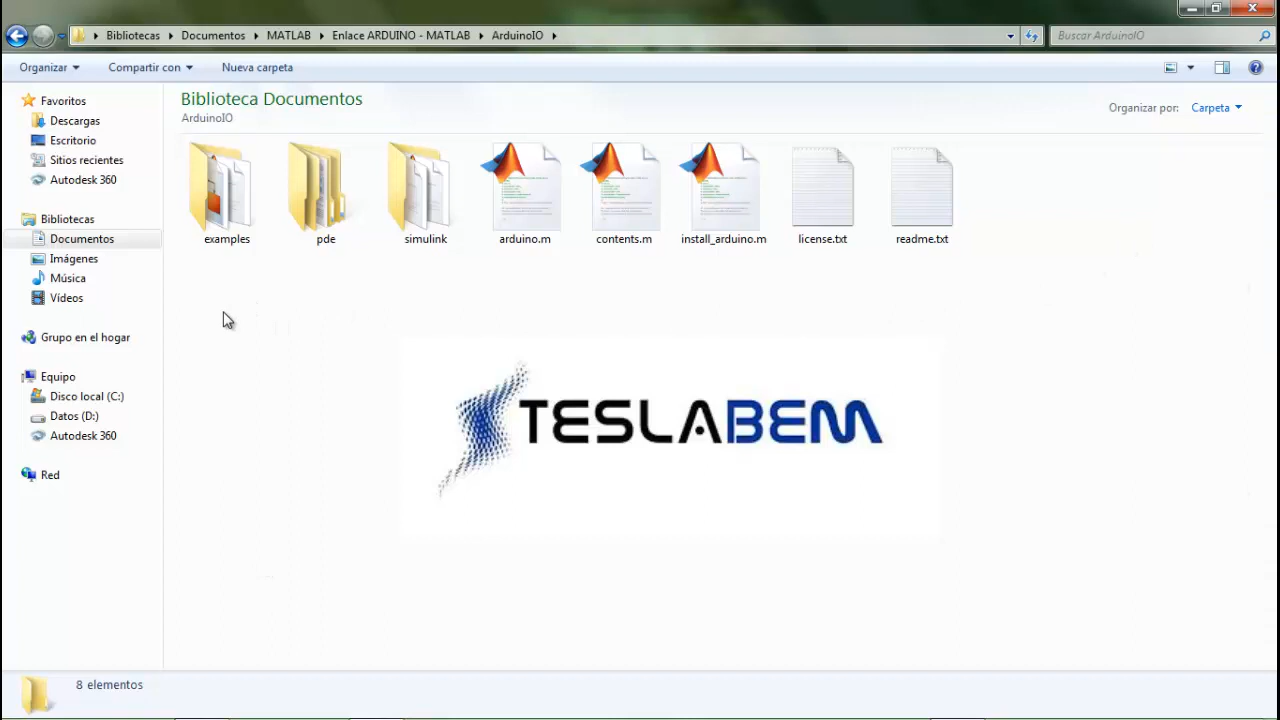 Bibliotecas Documentos MATLAB Enlace ARDUINO - MATLAB ArduinoIO
Buscar ArduinoIO
Organizar Compartir con Nueva carpeta
Favoritos
Descargas
Escritorio
Sitios recientes
Autodesk 360
Bibliotecas
Documentos
Imágenes
Música
Vídeos
Grupo en el hogar
Equipo
Disco local (C:)
Datos (D:)
Autodesk 360
Red
Biblioteca Documentos
ArduinoIO
Organizar por: Carpeta
examples pde simulink arduino.m contents.m install_arduino.m license.txt readme.txt
TESLABEM
8 elementos